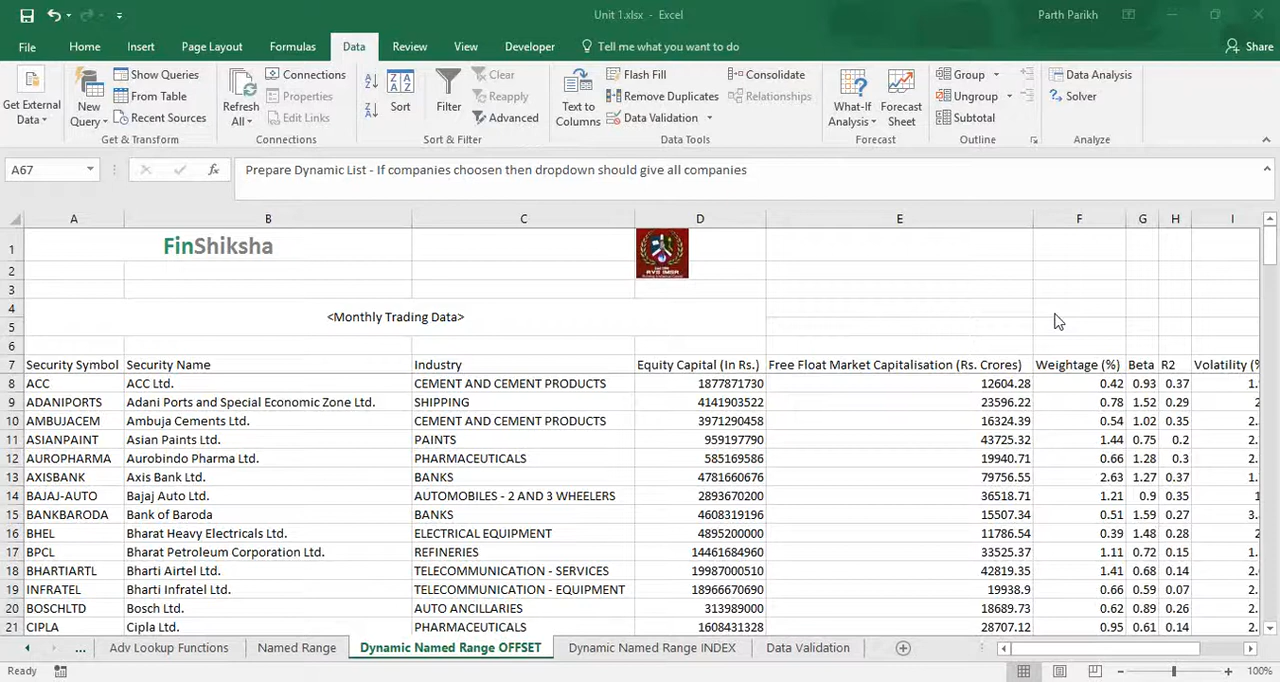 Unit 1.xlsx - Excel
Parth Parikh
File Home Insert Page Layout Formulas Data Review View Developer Tell me what you want to do Share
Get External Data
New Query
Show Queries
From Table
Recent Sources
Get & Transform
Refresh All
Connections
Properties
Edit Links
Connections
Sort
Filter
Clear
Reapply
Advanced
Sort & Filter
Text to Columns
Flash Fill
Remove Duplicates
Data Validation
Consolidate
Relationships
Data Tools
What-If Analysis
Forecast Sheet
Forecast
Group
Ungroup
Subtotal
Outline
Data Analysis
Solver
Analyze
A67 fx Prepare Dynamic List - If companies choosen then dropdown should give all companies
A B C D E F G H I
1 FinShiksha
2
3
4 <Monthly Trading Data>
5
6
7 Security Symbol Security Name Industry Equity Capital (In Rs.) Free Float Market Capitalisation (Rs. Crores) Weightage (%) Beta R2 Volatility (%
8 ACC ACC Ltd. CEMENT AND CEMENT PRODUCTS 1877871730 12604.28 0.42 0.93 0.37 1.
9 ADANIPORTS Adani Ports and Special Economic Zone Ltd. SHIPPING 4141903522 23596.22 0.78 1.52 0.29 2
10 AMBUJACEM Ambuja Cements Ltd. CEMENT AND CEMENT PRODUCTS 3971290458 16324.39 0.54 1.02 0.35 2.
11 ASIANPAINT Asian Paints Ltd. PAINTS 959197790 43725.32 1.44 0.75 0.2 2.
12 AUROPHARMA Aurobindo Pharma Ltd. PHARMACEUTICALS 585169586 19940.71 0.66 1.28 0.3 2.
13 AXISBANK Axis Bank Ltd. BANKS 4781660676 79756.55 2.63 1.27 0.37 1.
14 BAJAJ-AUTO Bajaj Auto Ltd. AUTOMOBILES - 2 AND 3 WHEELERS 2893670200 36518.71 1.21 0.9 0.35 1
15 BANKBARODA Bank of Baroda BANKS 4608319196 15507.34 0.51 1.59 0.27 3.
16 BHEL Bharat Heavy Electricals Ltd. ELECTRICAL EQUIPMENT 4895200000 11786.54 0.39 1.48 0.28 2
17 BPCL Bharat Petroleum Corporation Ltd. REFINERIES 14461684960 33525.37 1.11 0.72 0.15 1.
18 BHARTIARTL Bharti Airtel Ltd. TELECOMMUNICATION - SERVICES 19987000510 42819.35 1.41 0.68 0.14 2.
19 INFRATEL Bharti Infratel Ltd. TELECOMMUNICATION - EQUIPMENT 18966670690 19938.9 0.66 0.59 0.07 2.
20 BOSCHLTD Bosch Ltd. AUTO ANCILLARIES 313989000 18689.73 0.62 0.89 0.26 2.
21 CIPLA Cipla Ltd. PHARMACEUTICALS 1608431328 28707.12 0.95 0.61 0.14 2.
... Adv Lookup Functions Named Range Dynamic Named Range OFFSET Dynamic Named Range INDEX Data Validation
Ready 100%